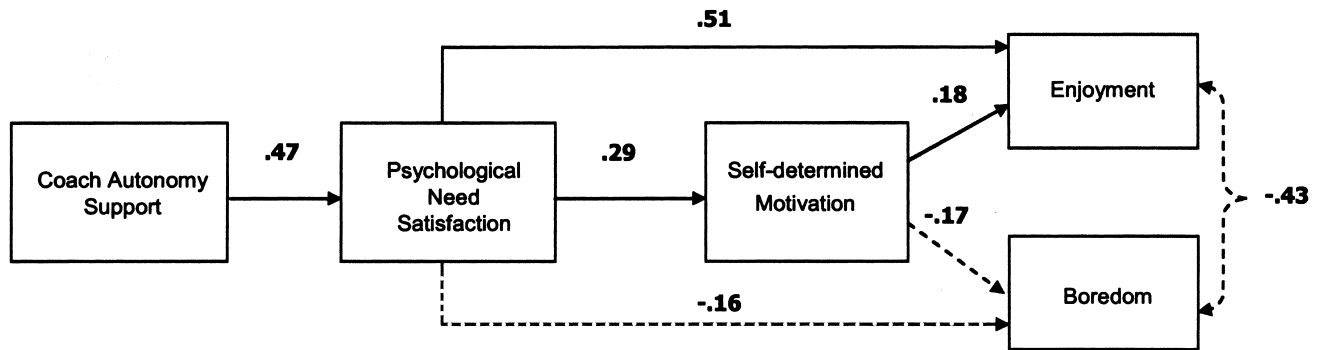 .51
Enjoyment
.18
.47
.29
Coach Autonomy
Support
Psychological
Need
Satisfaction
Self-determined
Motivation
-.43
-.17
-.16
Boredom